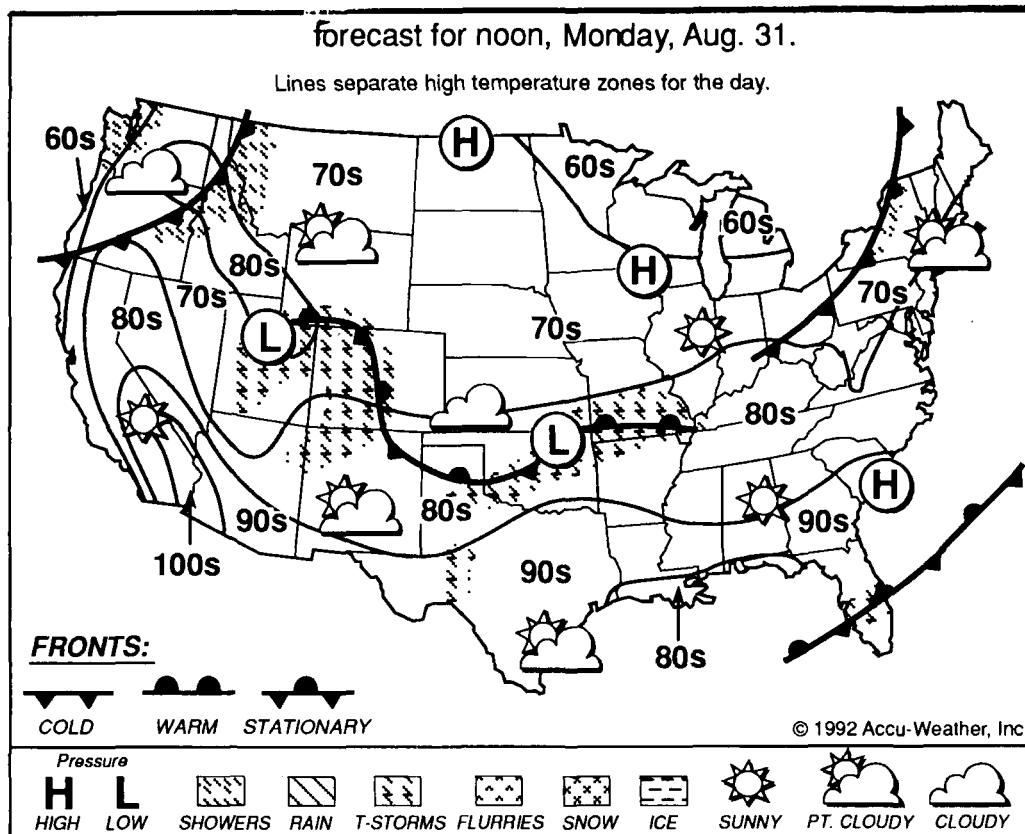 forecast for noon, Monday, Aug. 31.
Lines separate high temperature zones for the day.
60s
H
70s
60s
60s
80s
H
70s
70s
80s
L
70s
80s
L
H
80s
90s
90s
100s
90s
80s
FRONTS:
COLD WARM STATIONARY
© 1992 Accu-Weather, Inc
Pressure
H L
HIGH LOW SHOWERS RAIN T-STORMS FLURRIES SNOW ICE SUNNY PT. CLOUDY CLOUDY